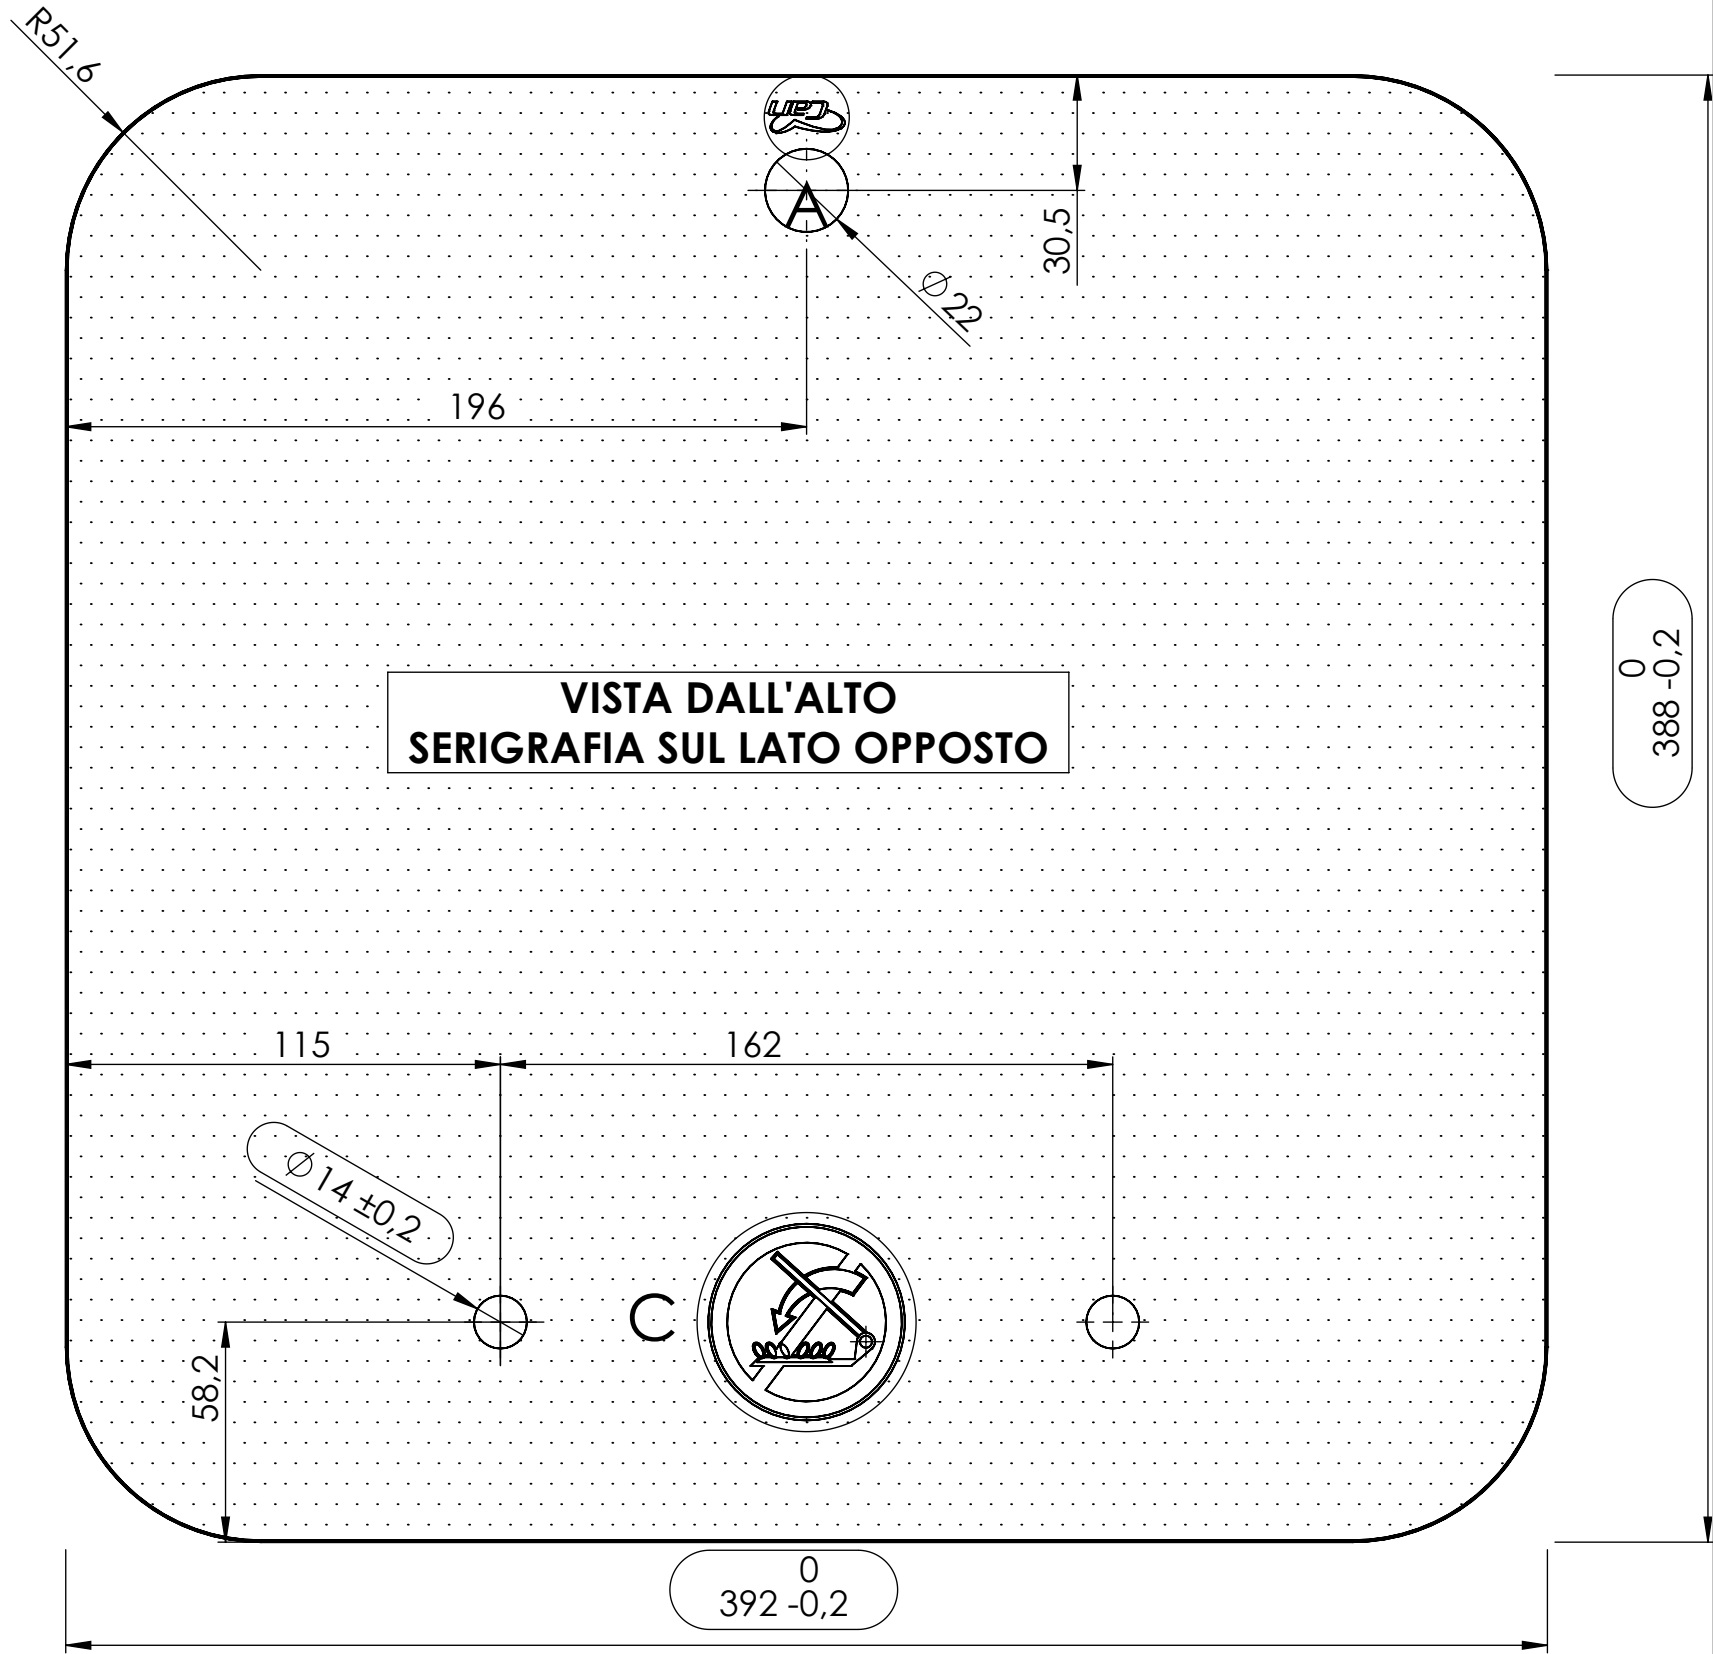 R51,6
Can
A
30,5
⌀22
196
VISTA DALL'ALTO
SERIGRAFIA SUL LATO OPPOSTO
0
388 -0,2
115
162
⌀14 ±0,2
C
58,2
0
392 -0,2